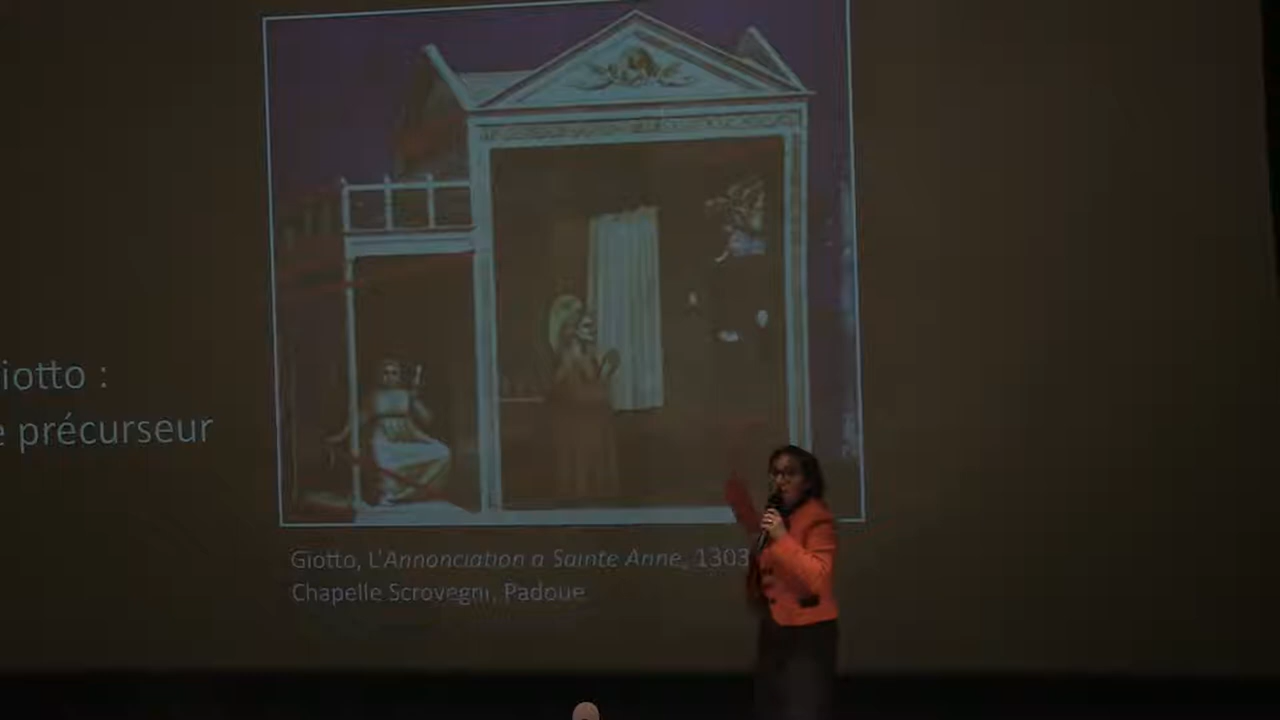 iotto :
e précurseur
Giotto, L'Annonciation a Sainte Anne, 1303
Chapelle Scrovegni, Padoue